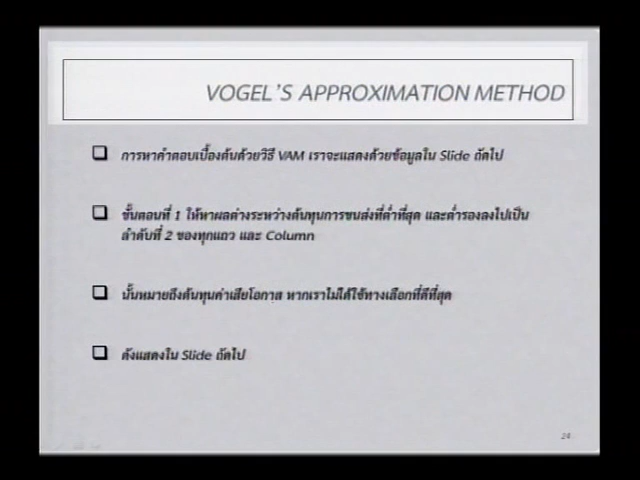 VOGEL'S APPROXIMATION METHOD
การหาคำตอบเบื้องต้นด้วยวิธี VAM เราจะแสดงด้วยข้อมูลใน Slide ถัดไป
ขั้นตอนที่ 1 ให้หาผลต่างระหว่างต้นทุนการขนส่งที่ต่ำที่สุด และต่ำรองลงไปเป็น
ลำดับที่ 2 ของทุกแถว และ Column
นั้นหมายถึงต้นทุนค่าเสียโอกาส หากเราไม่ได้ใช้ทางเลือกที่ดีที่สุด
ดังแสดงใน Slide ถัดไป
24